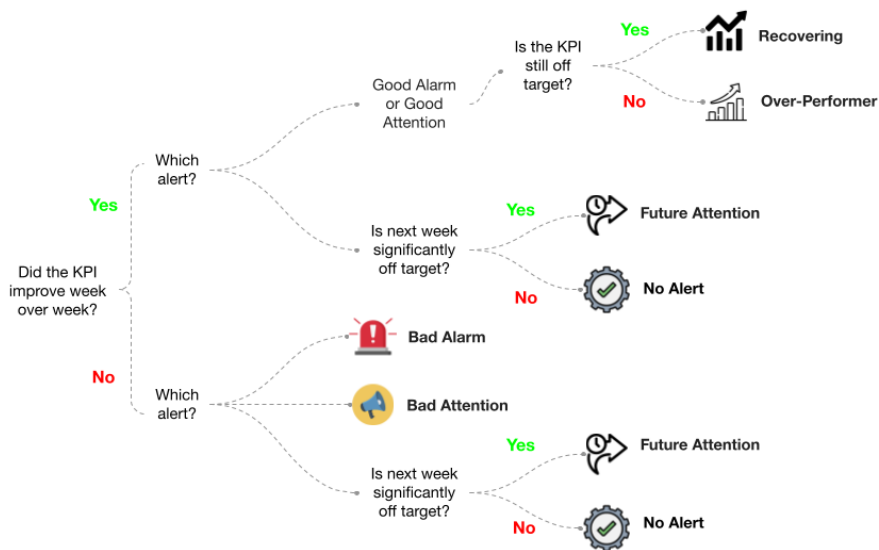 Did the KPI
improve week
over week?
Yes
Which
alert?
Good Alarm
or Good
Attention
Is the KPI
still off
target?
Yes
Recovering
No
Over-Performer
Is next week
significantly
off target?
Yes
Future Attention
No
No Alert
No
Which
alert?
Bad Alarm
Bad Attention
Is next week
significantly
off target?
Yes
Future Attention
No
No Alert